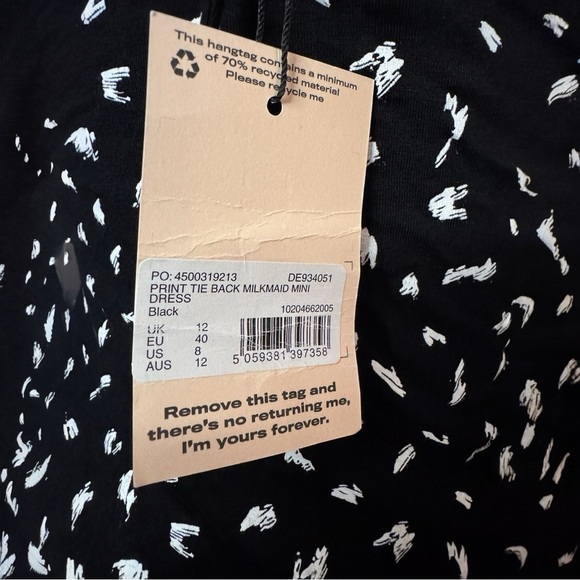 This hangtag contains a minimum
of 70% recycled material
Please recycle me
PO: 4500319213 DE934051
PRINT TIE BACK MILKMAID MINI
DRESS
Black 10204662005
UK 12
EU 40
US 8
AUS 12
5 059381 397358
Remove this tag and
there's no returning me,
I'm yours forever.